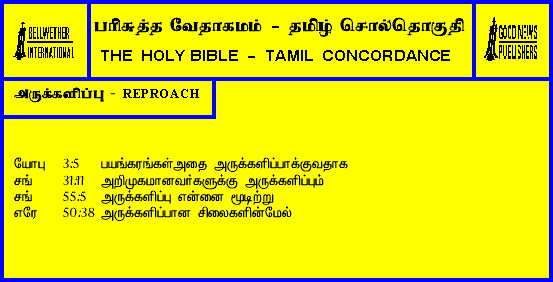 BELLWETHER
INTERNATIONAL
பரிசுத்த வேதாகமம் - தமிழ் சொல்தொகுதி
THE HOLY BIBLE - TAMIL CONCORDANCE
GOOD NEWS
PUBLISHERS
அருக்களிப்பு - REPROACH
யோபு 3:5 பயங்கரங்கள்அதை அருக்களிப்பாக்குவதாக
சங் 31:11 அறிமுகமானவர்களுக்கு அருக்களிப்பும்
சங் 55:5 அருக்களிப்பு என்னை மூடிற்று
எரே 50:38 அருக்களிப்பான சிலைகளின்மேல்